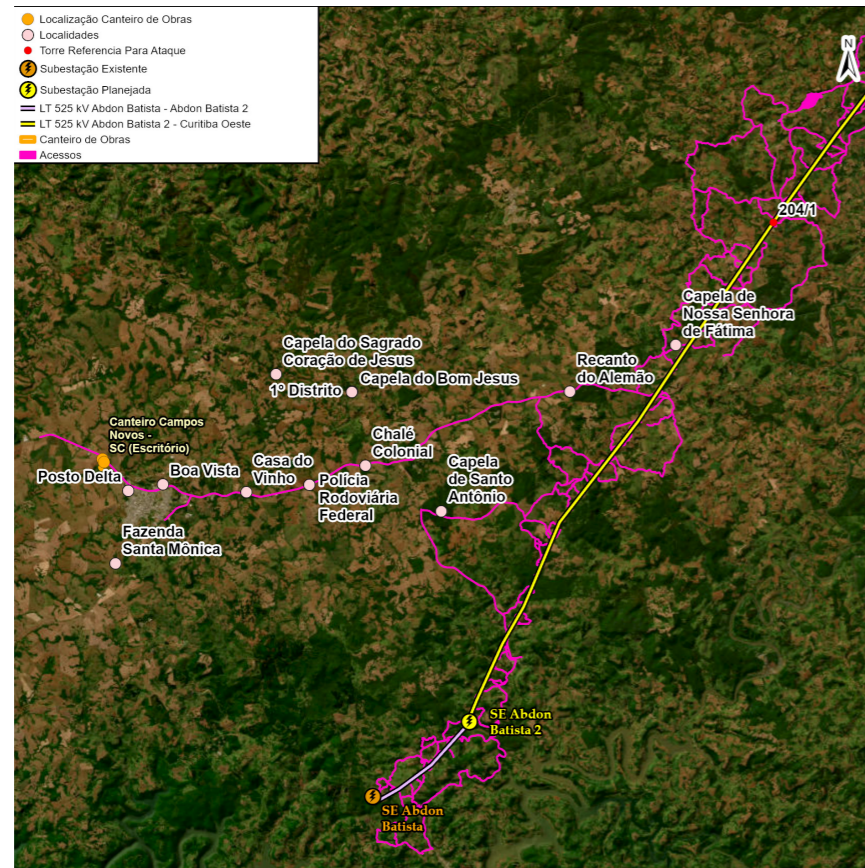 Localização Canteiro de Obras
Localidades
Torre Referencia Para Ataque
Subestação Existente
Subestação Planejada
LT 525 kV Abdon Batista - Abdon Batista 2
LT 525 kV Abdon Batista 2 - Curitiba Oeste
Canteiro de Obras
Acessos
N
204/1
Capela de
Nossa Senhora
de Fátima
Capela do Sagrado
Coração de Jesus
1° Distrito
Capela do Bom Jesus
Recanto
do Alemão
Canteiro Campos
Novos -
SC (Escritório)
Posto Delta
Boa Vista
Casa do
Vinho
Polícia
Rodoviária
Federal
Chalé
Colonial
Capela
de Santo
Antônio
Fazenda
Santa Mônica
SE Abdon
Batista 2
SE Abdon
Batista